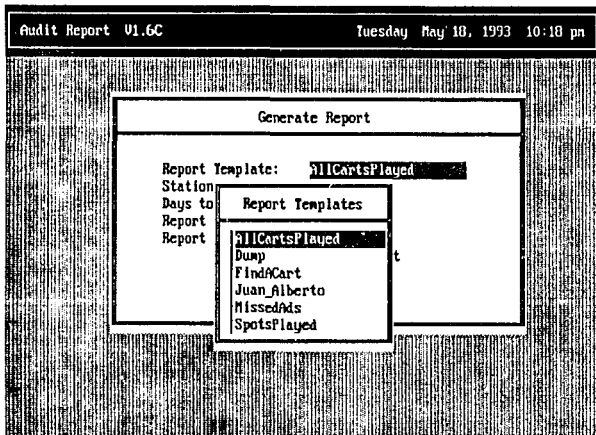 Audit Report V1.6C Tuesday May 18, 1993 10:18 pm
Generate Report
Report Template: AllCartsPlayed
Station
Days to
Report
Report t
Report Templates
AllCartsPlayed
Dump
FindACart
Juan_Alberto
MissedAds
SpotsPlayed